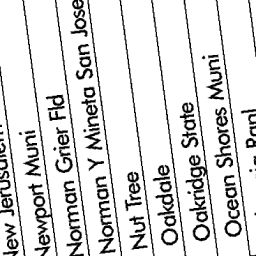 New Jerusalem
Newport Muni
Norman Grier Fld
Norman Y Mineta San Jose
Nut Tree
Oakdale
Oakridge State
Ocean Shores Muni